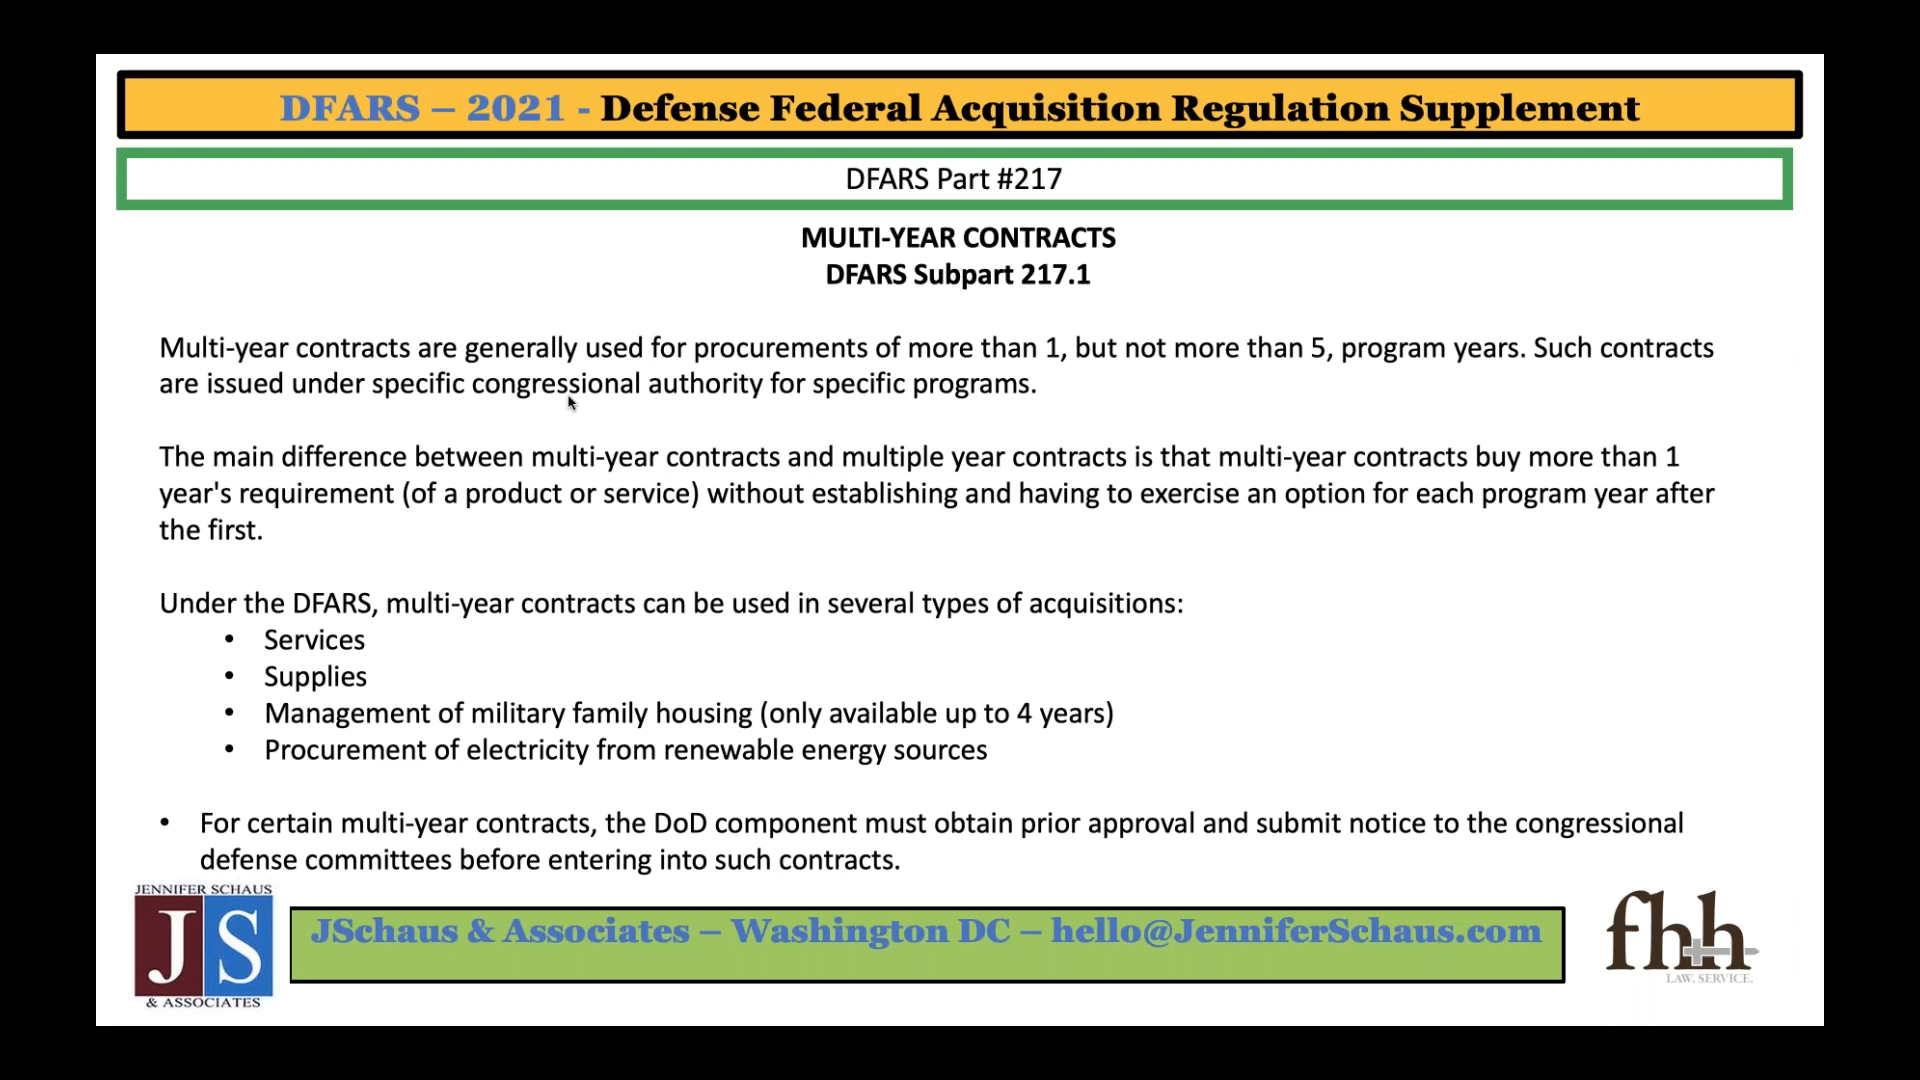 DFARS – 2021 - Defense Federal Acquisition Regulation Supplement
DFARS Part #217
MULTI-YEAR CONTRACTS
DFARS Subpart 217.1
Multi-year contracts are generally used for procurements of more than 1, but not more than 5, program years. Such contracts
are issued under specific congressional authority for specific programs.
The main difference between multi-year contracts and multiple year contracts is that multi-year contracts buy more than 1
year's requirement (of a product or service) without establishing and having to exercise an option for each program year after
the first.
Under the DFARS, multi-year contracts can be used in several types of acquisitions:
• Services
• Supplies
• Management of military family housing (only available up to 4 years)
• Procurement of electricity from renewable energy sources
• For certain multi-year contracts, the DoD component must obtain prior approval and submit notice to the congressional
defense committees before entering into such contracts.
JENNIFER SCHAUS
JS
& ASSOCIATES
JSchaus & Associates – Washington DC – hello@JenniferSchaus.com
fhh
LAW. SERVICE.